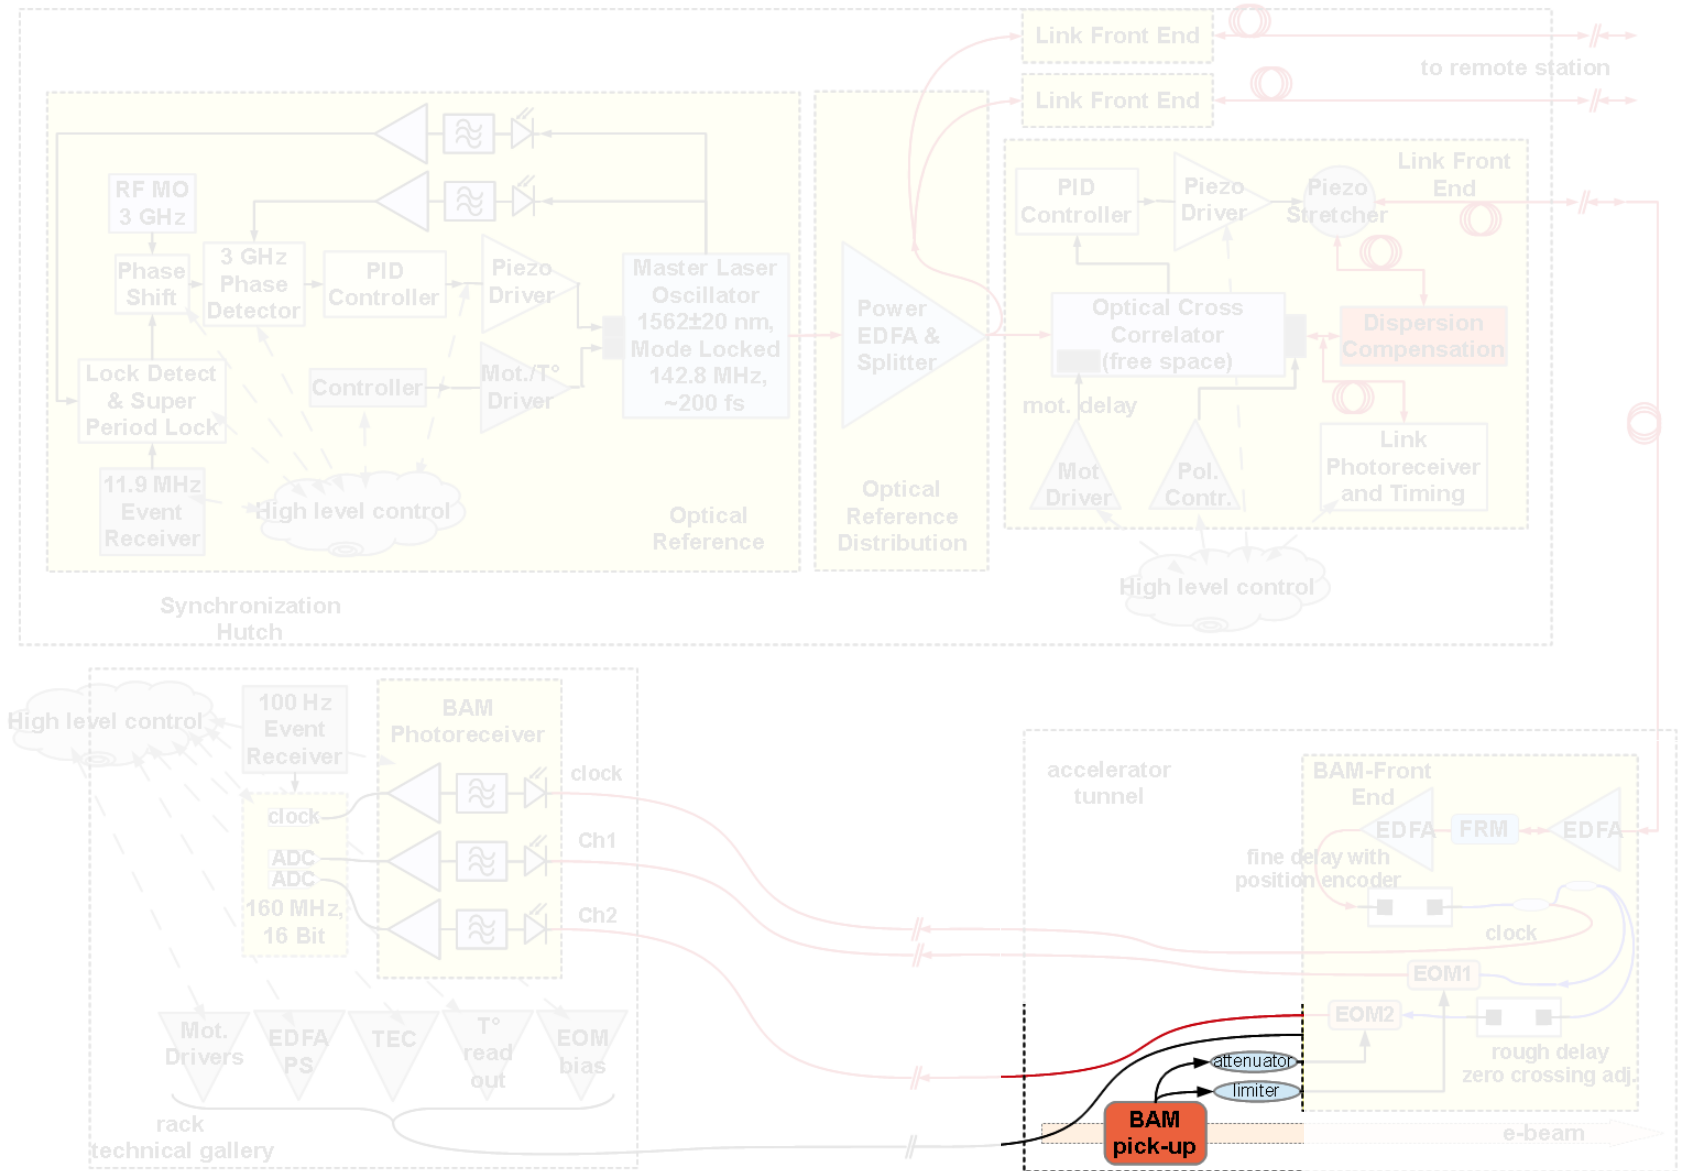 Link Front End
to remote station
Link Front End
Link Front
End
PID
Controller
Piezo
Driver
Piezo
Stretcher
RF MO
3 GHz
Phase
Shift
3 GHz
Phase
Detector
PID
Controller
Piezo
Driver
Master Laser
Oscillator
1562±20 nm,
Mode Locked
142.8 MHz,
~200 fs
Power
EDFA &
Splitter
Optical Cross
Correlator
(free space)
Dispersion
Compensation
Lock Detect
& Super
Period Lock
Controller
Mot./T°
Driver
mot. delay
Mot
Driver
Pol.
Contr.
Link
Photoreceiver
and Timing
11.9 MHz
Event
Receiver
High level control
Optical
Reference
Optical
Reference
Distribution
High level control
Synchronization
Hutch
High level control
100 Hz
Event
Receiver
BAM
Photoreceiver
clock
clock
ADC
ADC
160 MHz,
16 Bit
Ch1
Ch2
Mot.
Drivers
EDFA
PS
TEC
T°
read
out
EOM
bias
rack
technical gallery
accelerator
tunnel
BAM-Front
End
EDFA
FRM
EDFA
fine delay with
position encoder
clock
EOM1
EOM2
rough delay
zero crossing adj.
attenuator
limiter
BAM
pick-up
e-beam